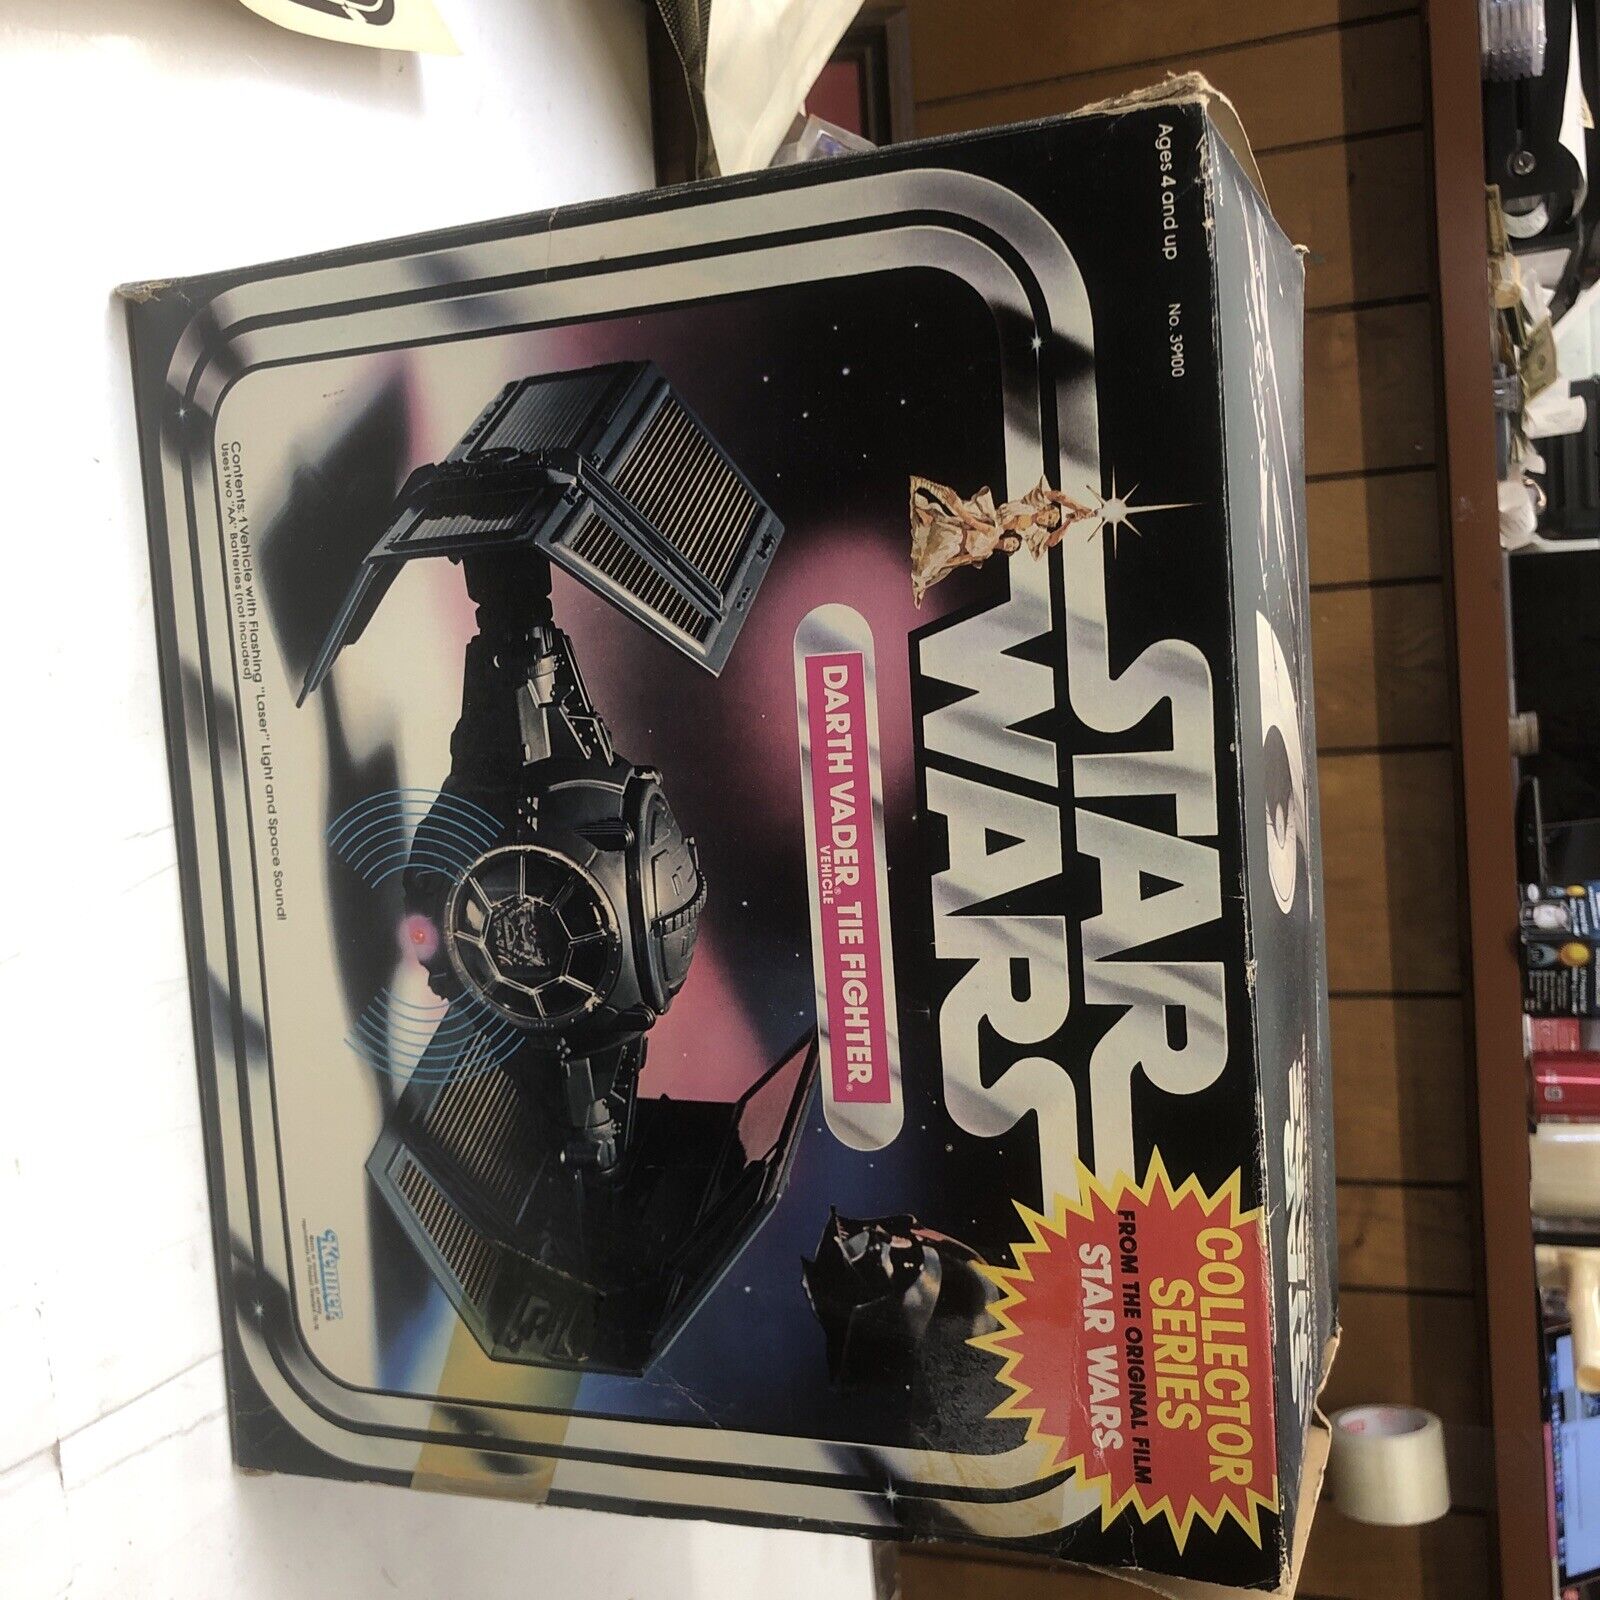 Ages 4 and up
No. 39100
STAR
WARS
COLLECTOR
SERIES
FROM THE ORIGINAL FILM
STAR WARS®
DARTH VADER® TIE FIGHTER®
VEHICLE
Contents: 1 Vehicle with Flashing "Laser" Light and Space Sound!
Uses two "AA" Batteries (not included)
Kenner